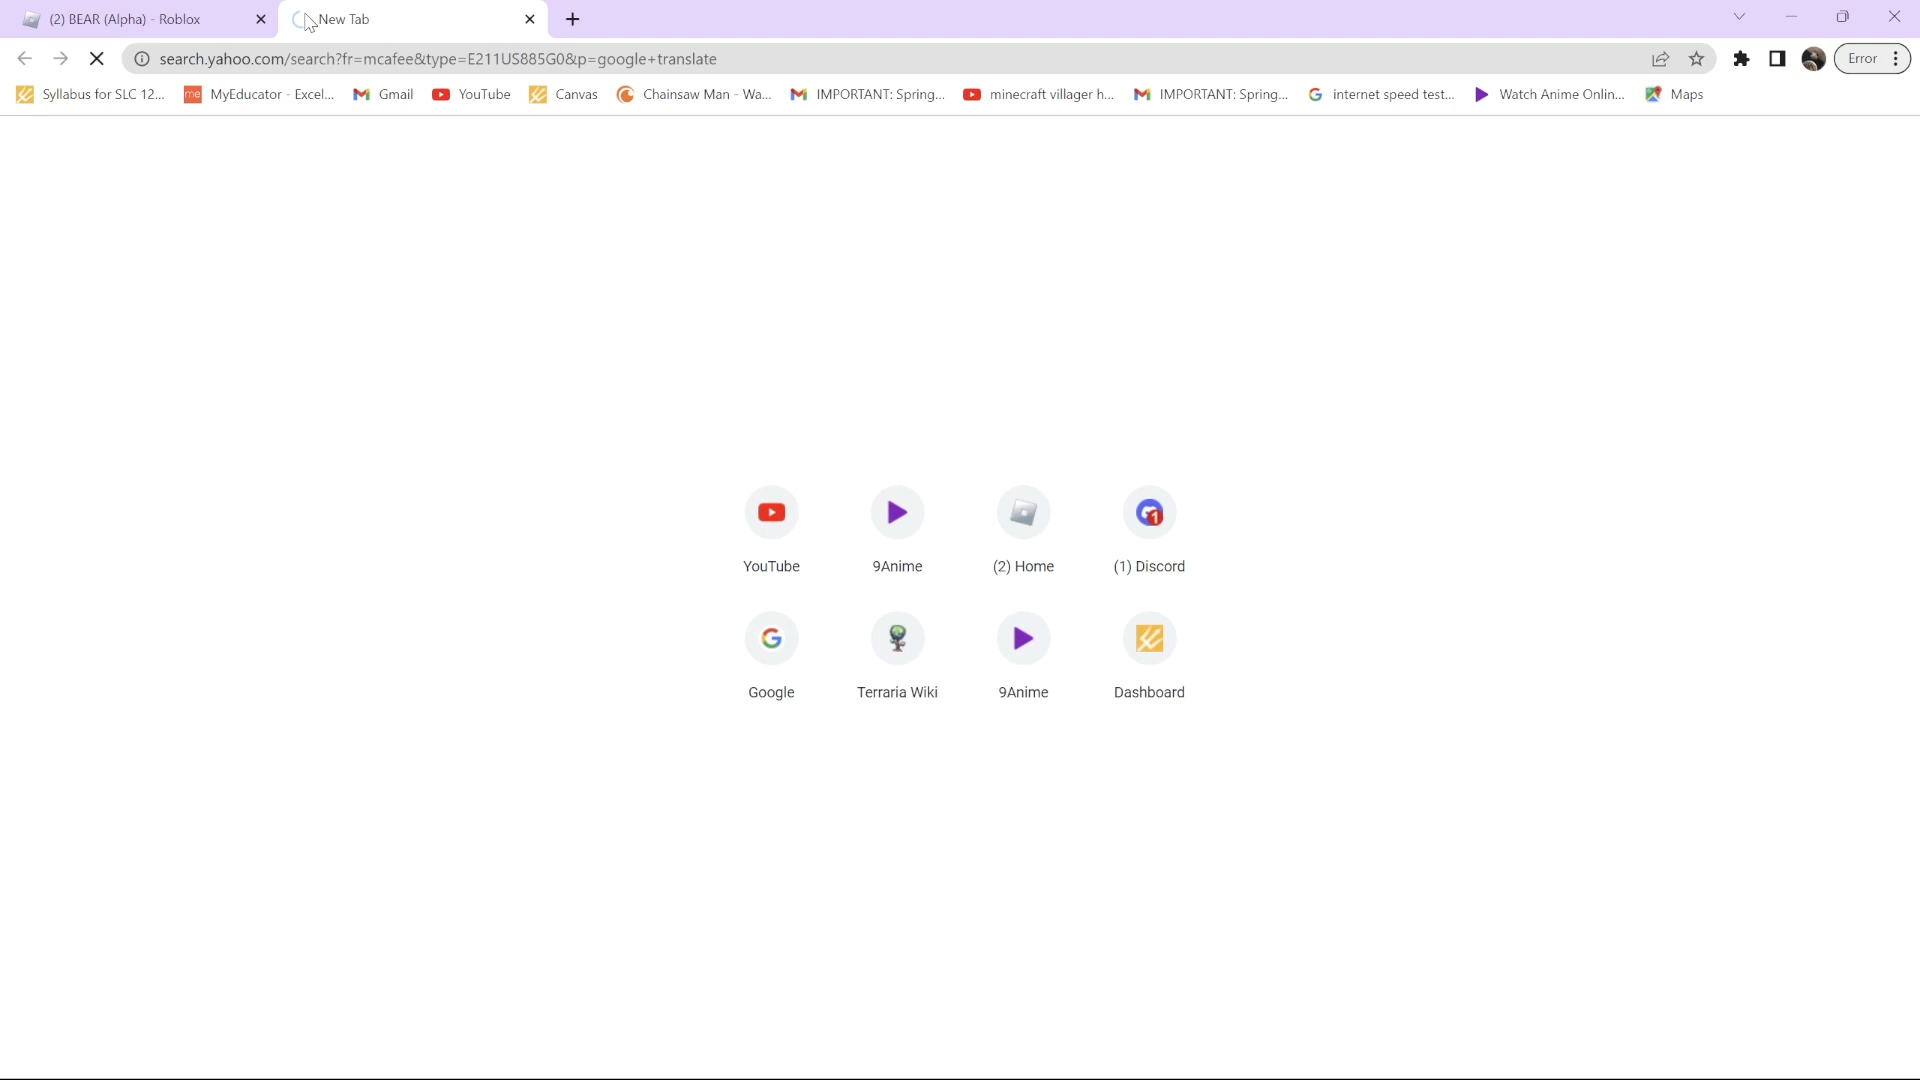 (2) BEAR (Alpha) - Roblox
New Tab
search.yahoo.com/search?fr=mcafee&type=E211US885G0&p=google+translate
Error
Syllabus for SLC 12... MyEducator - Excel... Gmail YouTube Canvas Chainsaw Man - Wa... IMPORTANT: Spring... minecraft villager h... IMPORTANT: Spring... internet speed test... Watch Anime Onlin... Maps
YouTube 9Anime (2) Home (1) Discord
Google Terraria Wiki 9Anime Dashboard